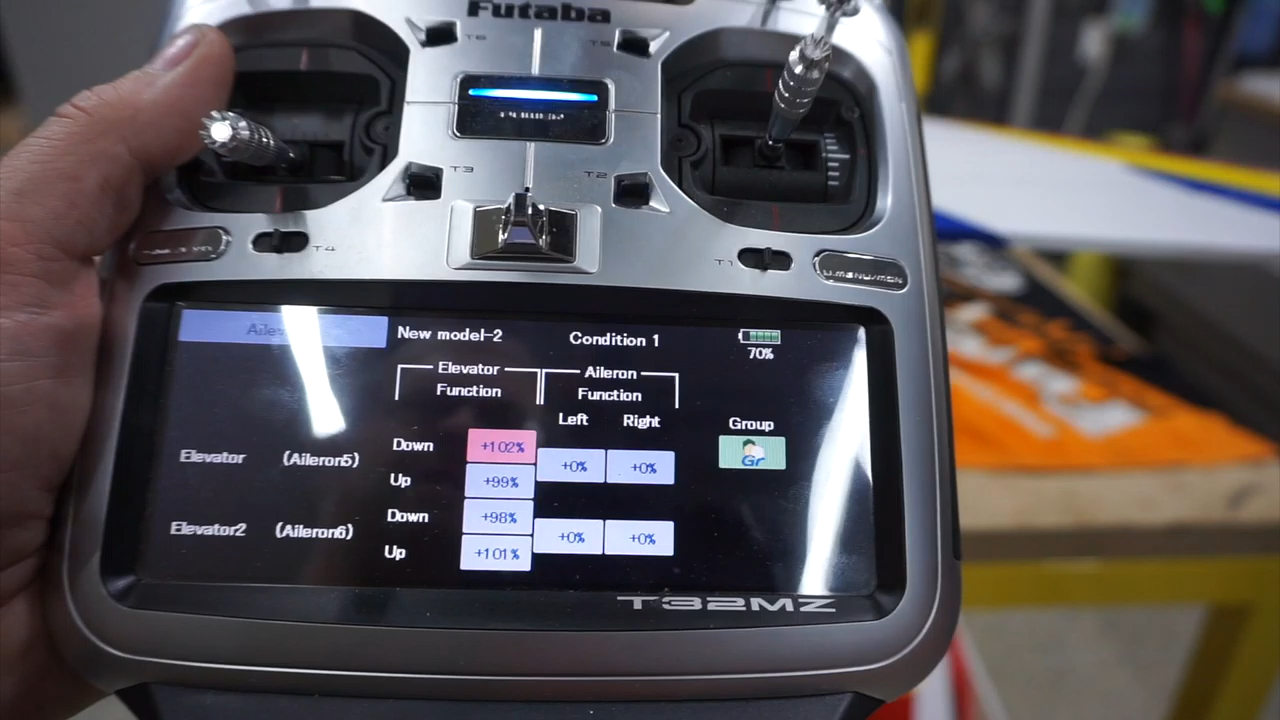 Futaba
T6
T5
T3
T2
T4
T1
U.MENU/MON
New model-2
Condition 1
70%
Elevator
Function
Aileron
Function
Left
Right
Group
Down
+102%
Gr
Elevator
(Aileron5)
+0%
+0%
Up
+99%
Down
+98%
Elevator2
(Aileron6)
+0%
+0%
Up
+101%
T32MZ